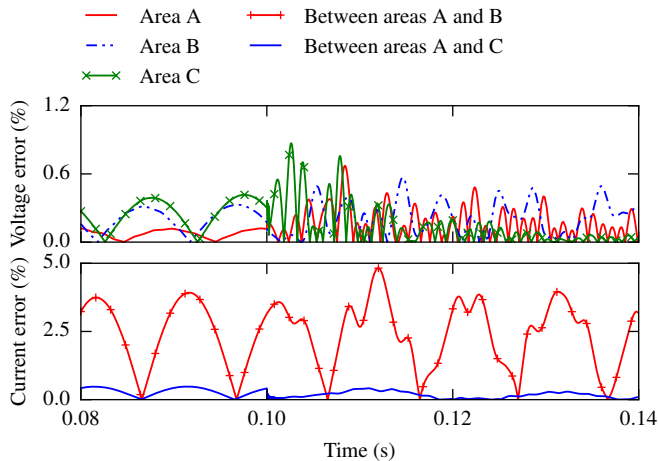 Area A
Between areas A and B
Area B
Between areas A and C
Area C
Voltage error (%)
1.2
0.6
0.0
Current error (%)
5.0
2.5
0.0
0.08
0.10
0.12
0.14
Time (s)